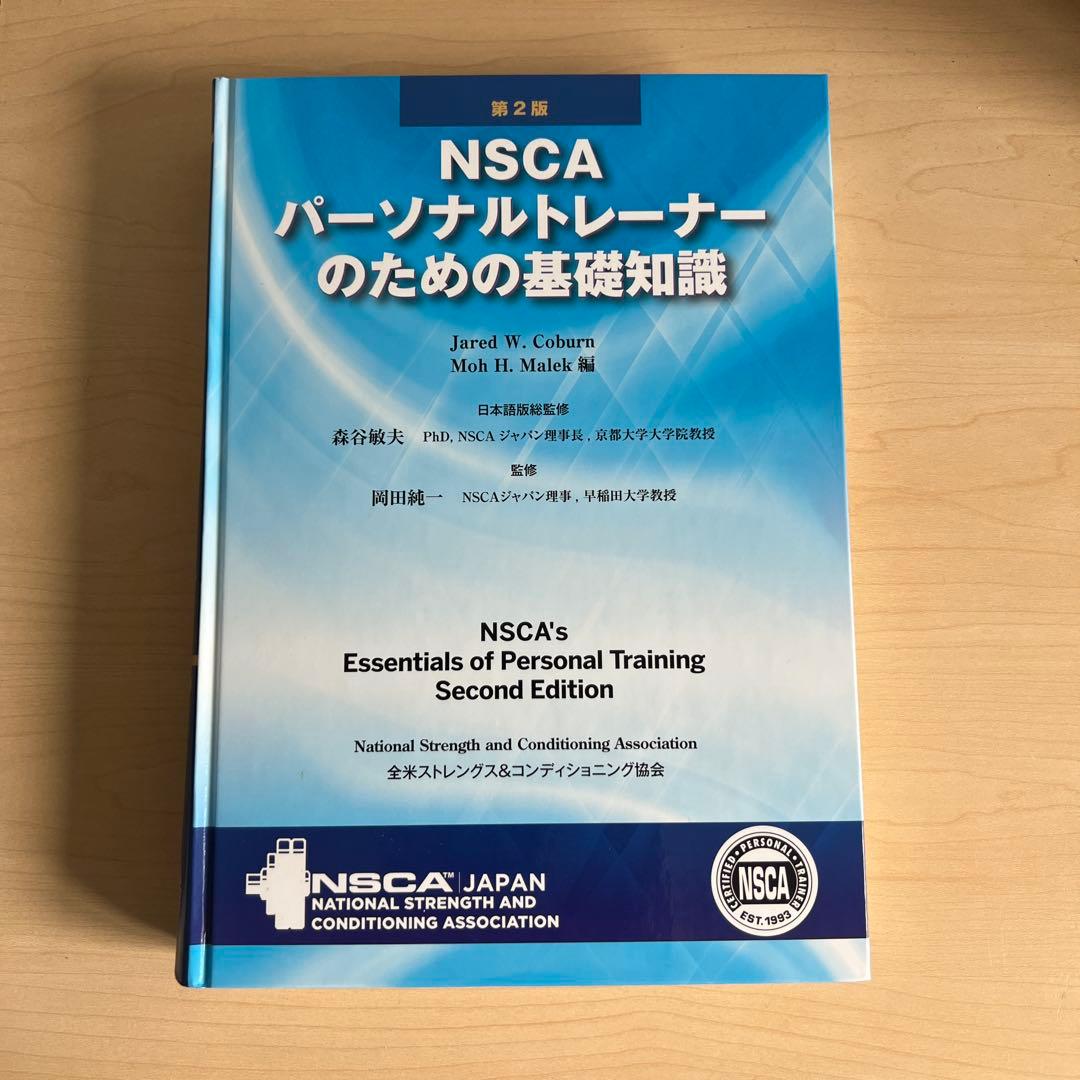 第2版
NSCA
パーソナルトレーナー
のための基礎知識
Jared W. Coburn
Moh H. Malek 編
日本語版総監修
森谷敏夫 PhD, NSCA ジャパン理事長 , 京都大学大学院教授
監修
岡田純一 NSCAジャパン理事 , 早稲田大学教授
NSCA's
Essentials of Personal Training
Second Edition
National Strength and Conditioning Association
全米ストレングス&コンディショニング協会
NSCA™ | JAPAN
NATIONAL STRENGTH AND
CONDITIONING ASSOCIATION
CERTIFIED • PERSONAL • TRAINER
NSCA
EST. 1993